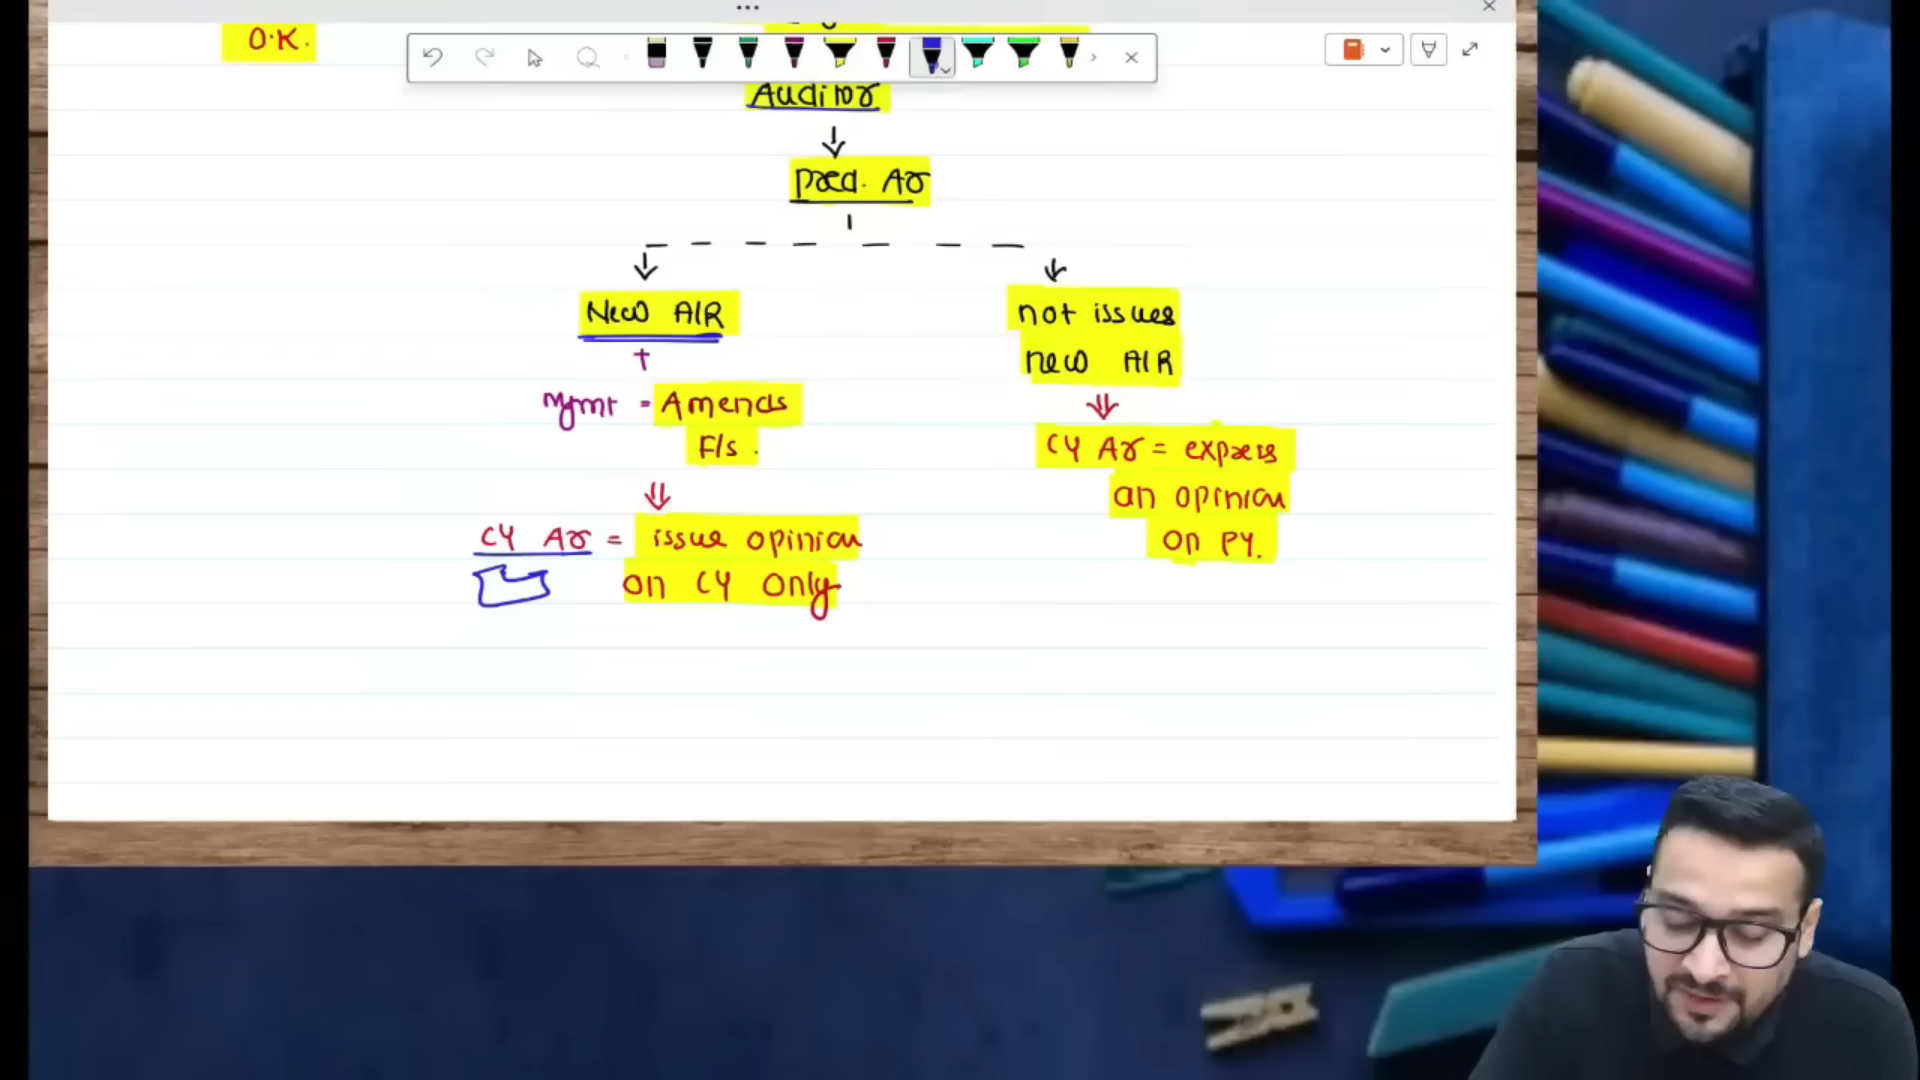 O.K.
Auditor
pred. Ar
New AIR
not issues
new AIR
+
Mgmt = Amends
F/s.
CY Ar = express
an opinion
on PY.
CY Ar = issue opinion
on CY only